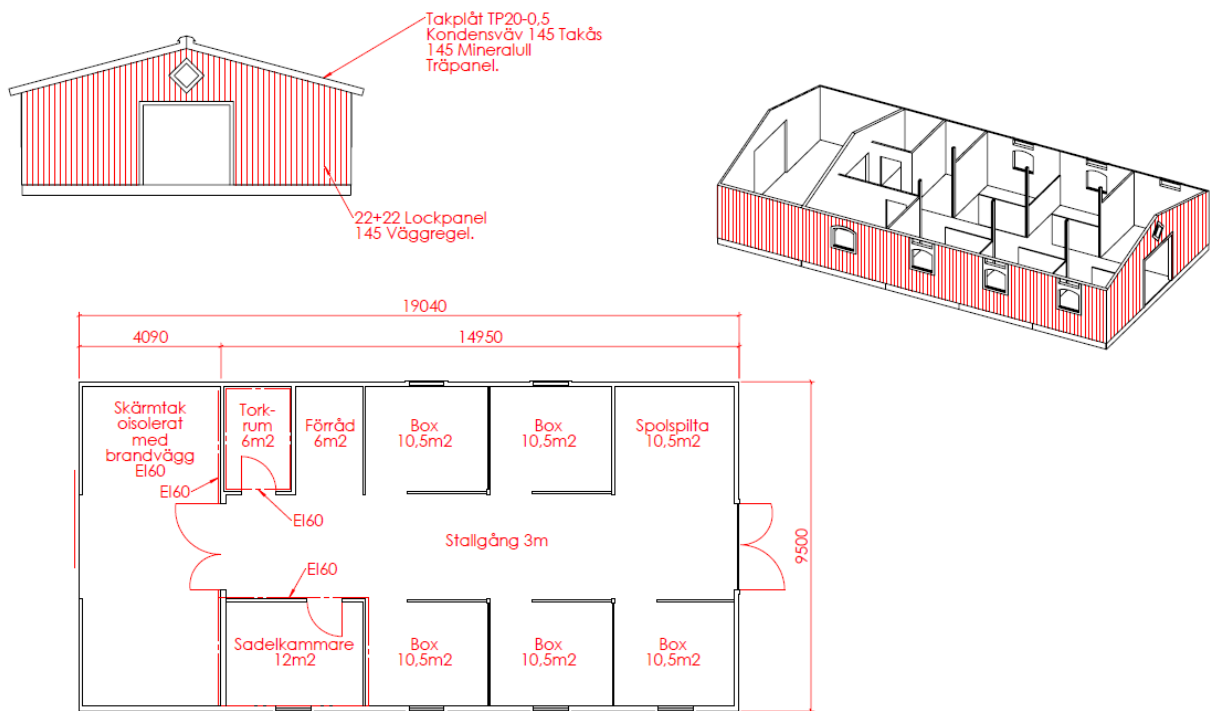 Takplåt TP20-0,5
Kondensväv 145 Takås
145 Mineralull
Träpanel.
22+22 Lockpanel
145 Väggregel.
19040
4090
14950
Skärmtak
oisolerat
med
brandvägg
EI60
EI60
Tork-
rum
6m2
EI60
Förråd
6m2
Box
10,5m2
Box
10,5m2
Spolspilta
10,5m2
Stallgång 3m
9500
EI60
Sadelkammare
12m2
Box
10,5m2
Box
10,5m2
Box
10,5m2